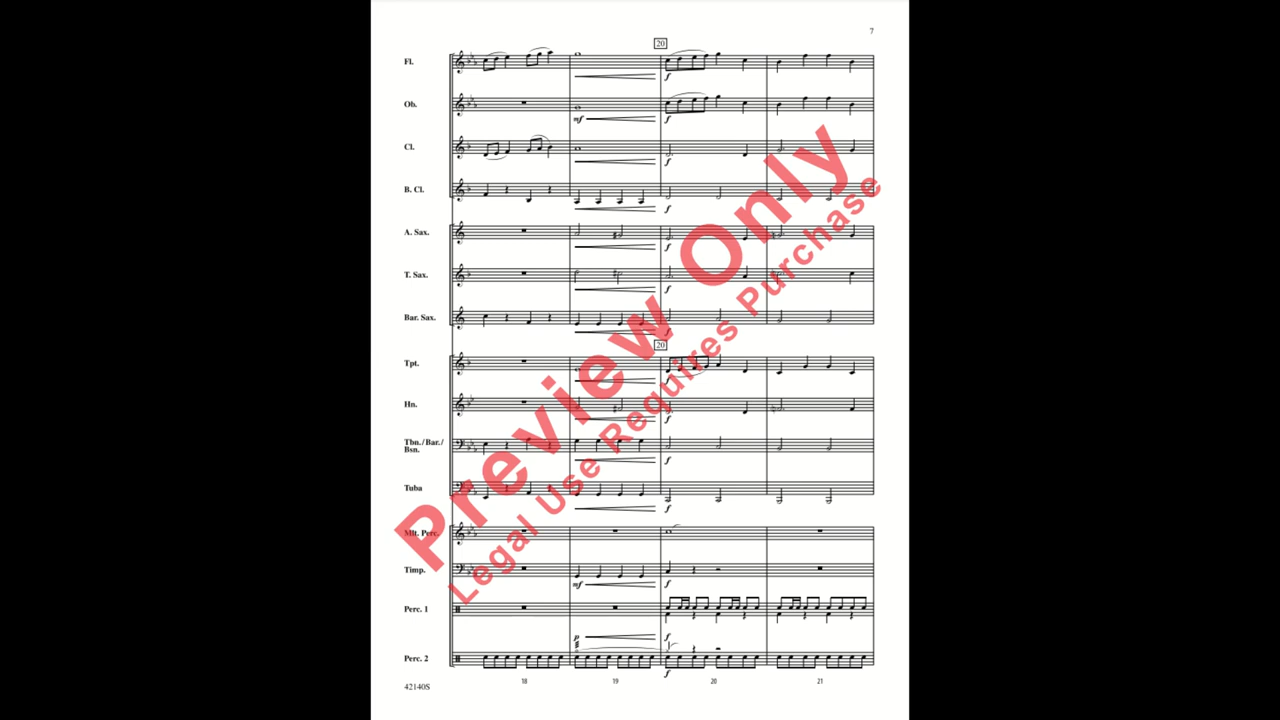 7
20
Fl.
f
Ob.
mf
f
Cl.
f
B. Cl.
f
A. Sax.
f
T. Sax.
f
Bar. Sax.
f
20
Tpt.
f
Hn.
f
Tbn./Bar./
Bsn.
f
Tuba
f
Mlt. Perc.
Timp.
mf
f
Perc. 1
f
p
f
Perc. 2
f
18
19
20
21
42140S
Preview Only
Legal Use Requires Purchase